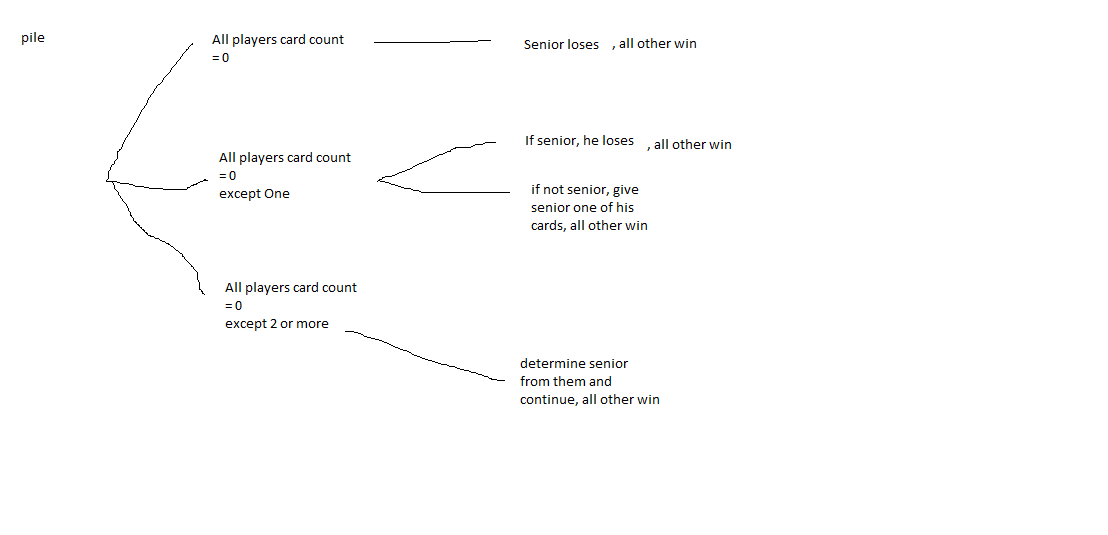 pile
All players card count
= 0
Senior loses , all other win
All players card count
= 0
except One
If senior, he loses , all other win
if not senior, give
senior one of his
cards, all other win
All players card count
= 0
except 2 or more
determine senior
from them and
continue, all other win